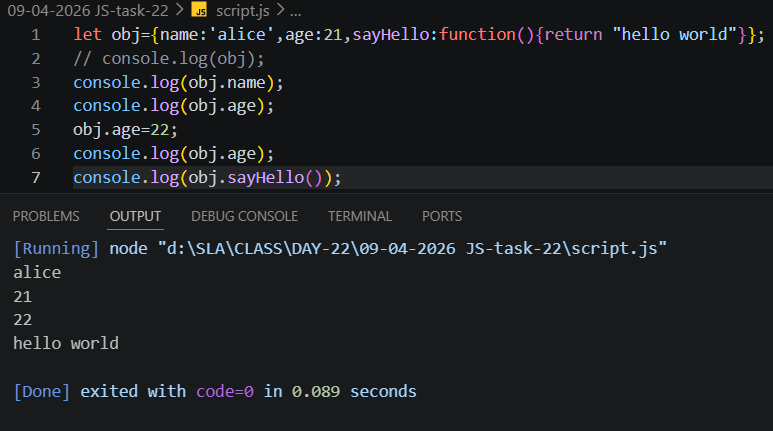 09-04-2026 JS-task-22 > JS script.js > ...
1 let obj={name:'alice',age:21,sayHello:function(){return "hello world"}};
2 // console.log(obj);
3 console.log(obj.name);
4 console.log(obj.age);
5 obj.age=22;
6 console.log(obj.age);
7 console.log(obj.sayHello());
PROBLEMS OUTPUT DEBUG CONSOLE TERMINAL PORTS
[Running] node "d:\SLA\CLASS\DAY-22\09-04-2026 JS-task-22\script.js"
alice
21
22
hello world
[Done] exited with code=0 in 0.089 seconds